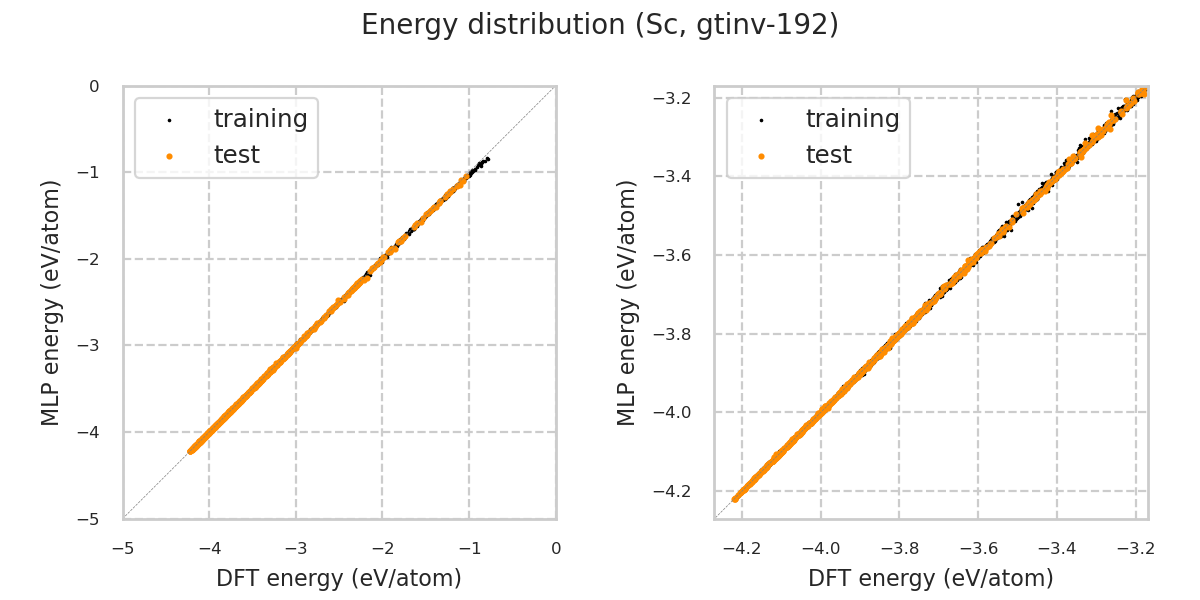 Energy distribution (Sc, gtinv-192)
training
test
0
−1
−2
−3
−4
−5
MLP energy (eV/atom)
−5 −4 −3 −2 −1 0
DFT energy (eV/atom)
training
test
−3.2
−3.4
−3.6
−3.8
−4.0
−4.2
MLP energy (eV/atom)
−4.2 −4.0 −3.8 −3.6 −3.4 −3.2
DFT energy (eV/atom)